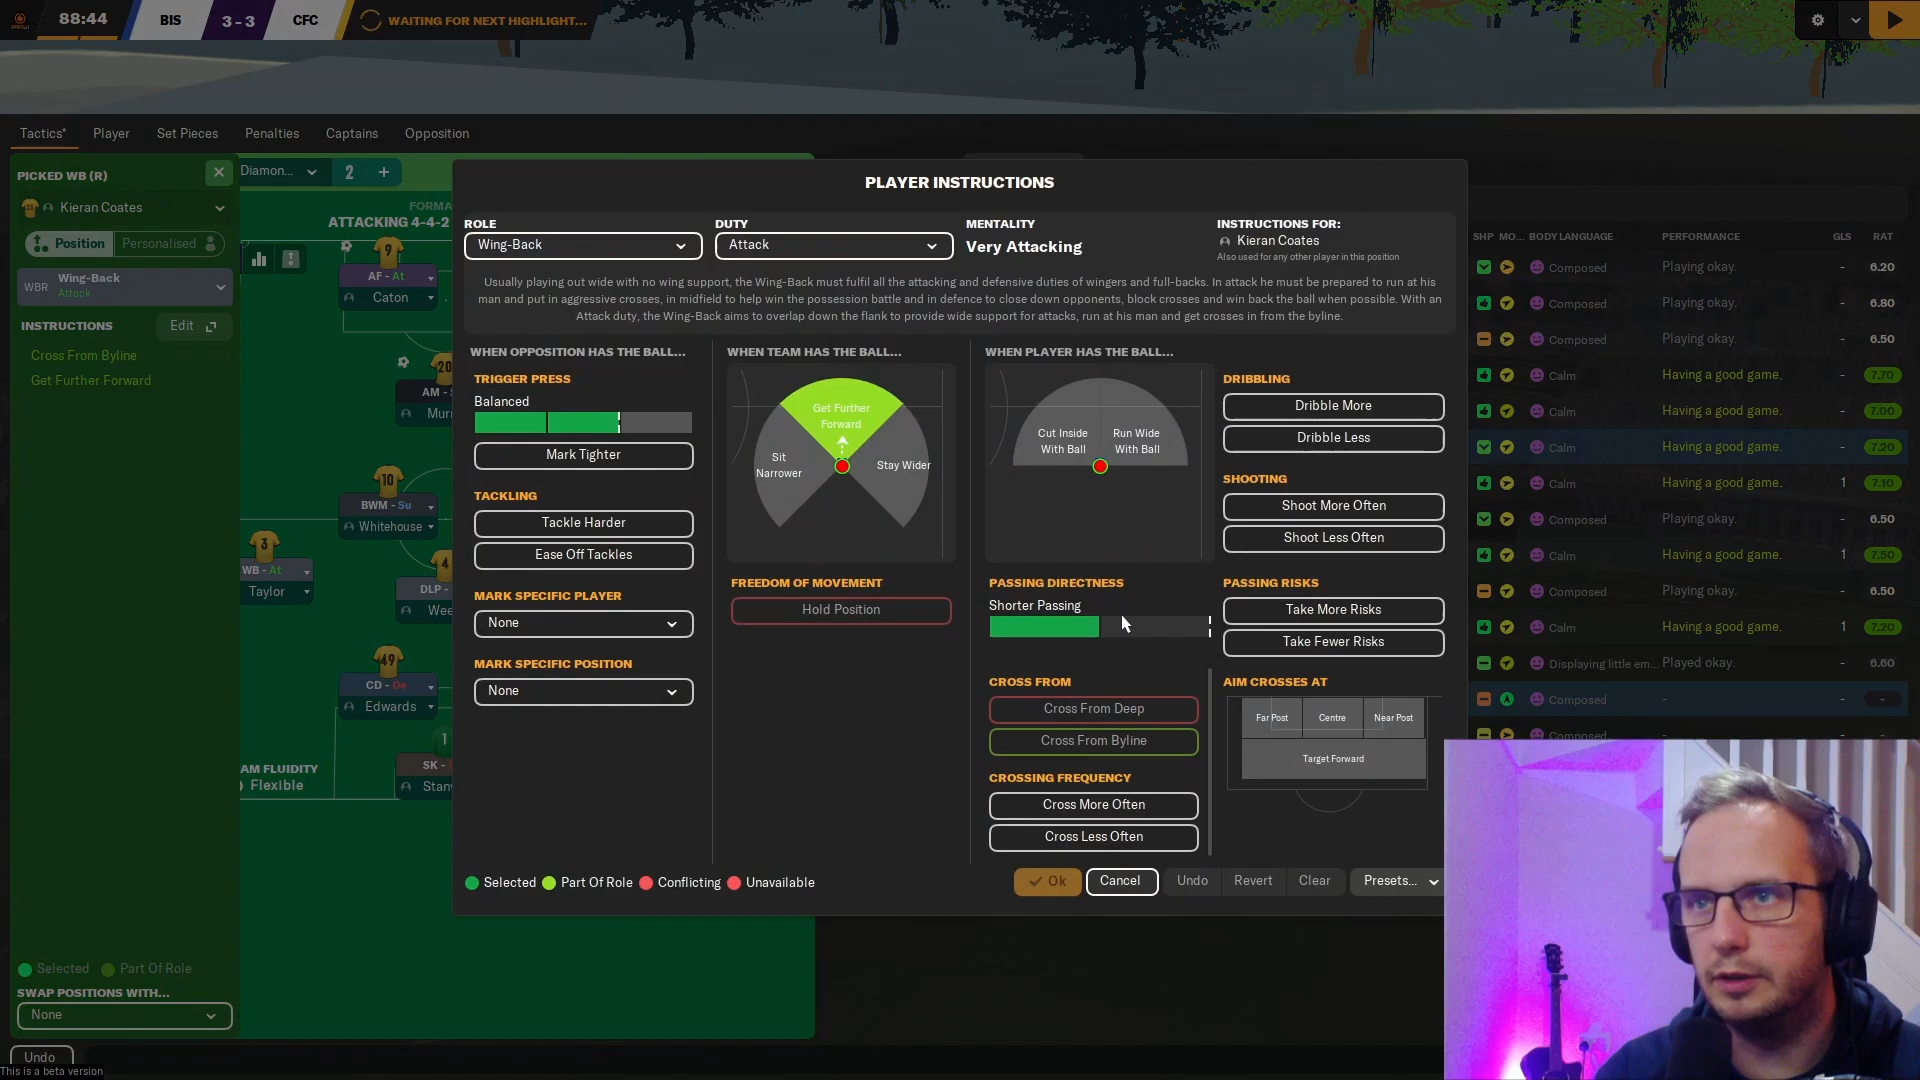 88:44 BIS 3 - 3 CFC WAITING FOR NEXT HIGHLIGHT...
Tactics* Player Set Pieces Penalties Captains Opposition
PICKED WB (R)
Kieran Coates
Position Personalised
WBR Wing-Back
Attack
INSTRUCTIONS Edit
Cross From Byline
Get Further Forward
Selected Part Of Role
SWAP POSITIONS WITH...
None
Undo
This is a beta version
Diamon... 2 +
ATTACKING 4-4-2
9
AF - At
Caton
20
AM -
10
BWM - Su
Whitehouse
3
WB - At
Taylor
4
DLP -
49
CD - De
Edwards
1
SK -
Flexible
PLAYER INSTRUCTIONS
ROLE
Wing-Back
DUTY
Attack
MENTALITY
Very Attacking
INSTRUCTIONS FOR:
Kieran Coates
Also used for any other player in this position
Usually playing out wide with no wing support, the Wing-Back must fulfil all the attacking and defensive duties of wingers and full-backs. In attack he must be prepared to run at his
man and put in aggressive crosses, in midfield to help win the possession battle and in defence to close down opponents, block crosses and win back the ball when possible. With an
Attack duty, the Wing-Back aims to overlap down the flank to provide wide support for attacks, run at his man and get crosses in from the byline.
WHEN OPPOSITION HAS THE BALL...
TRIGGER PRESS
Balanced
Mark Tighter
TACKLING
Tackle Harder
Ease Off Tackles
MARK SPECIFIC PLAYER
None
MARK SPECIFIC POSITION
None
WHEN TEAM HAS THE BALL...
Get Further
Forward
Sit
Narrower
Stay Wider
FREEDOM OF MOVEMENT
Hold Position
WHEN PLAYER HAS THE BALL...
Cut Inside
With Ball
Run Wide
With Ball
PASSING DIRECTNESS
Shorter Passing
CROSS FROM
Cross From Deep
Cross From Byline
CROSSING FREQUENCY
Cross More Often
Cross Less Often
DRIBBLING
Dribble More
Dribble Less
SHOOTING
Shoot More Often
Shoot Less Often
PASSING RISKS
Take More Risks
Take Fewer Risks
AIM CROSSES AT
Far Post Centre Near Post
Target Forward
Selected Part Of Role Conflicting Unavailable
Ok Cancel Undo Revert Clear Presets...
SHP MO... BODY LANGUAGE PERFORMANCE GLS RAT
Composed Playing okay. - 6.20
Composed Playing okay. - 6.80
Composed Playing okay. - 6.50
Calm Having a good game. - 7.70
Calm Having a good game. - 7.00
Calm Having a good game. - 7.20
Calm Having a good game. 1 7.10
Composed Playing okay. - 6.50
Calm Having a good game. 1 7.50
Composed Playing okay. - 6.50
Calm Having a good game. 1 7.20
Displaying little em... Played okay. - 6.60
Composed - - -
Composed